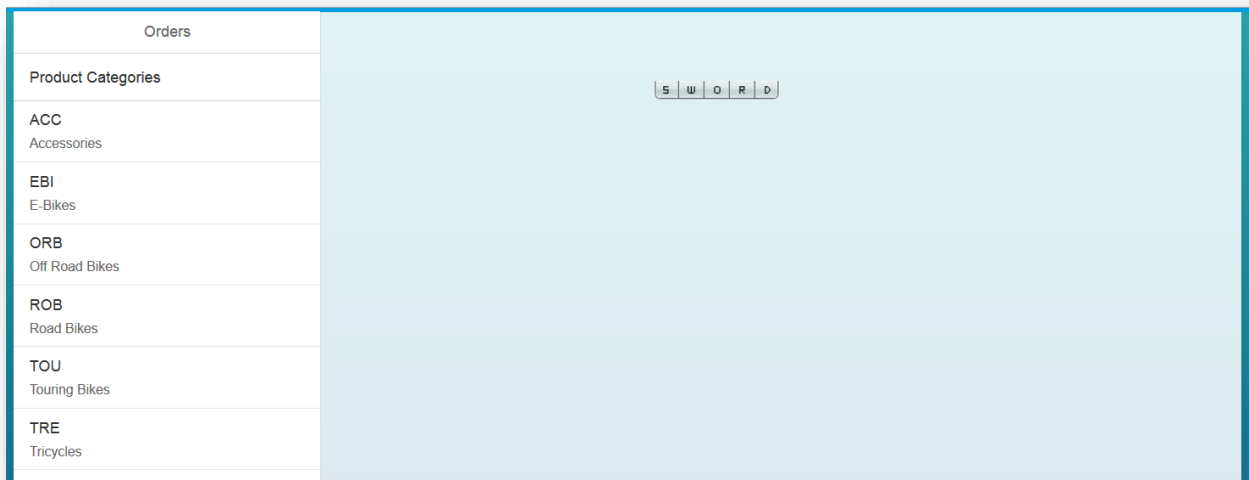 Orders
Product Categories
ACC
Accessories
EBI
E-Bikes
ORB
Off Road Bikes
ROB
Road Bikes
TOU
Touring Bikes
TRE
Tricycles
SWORD